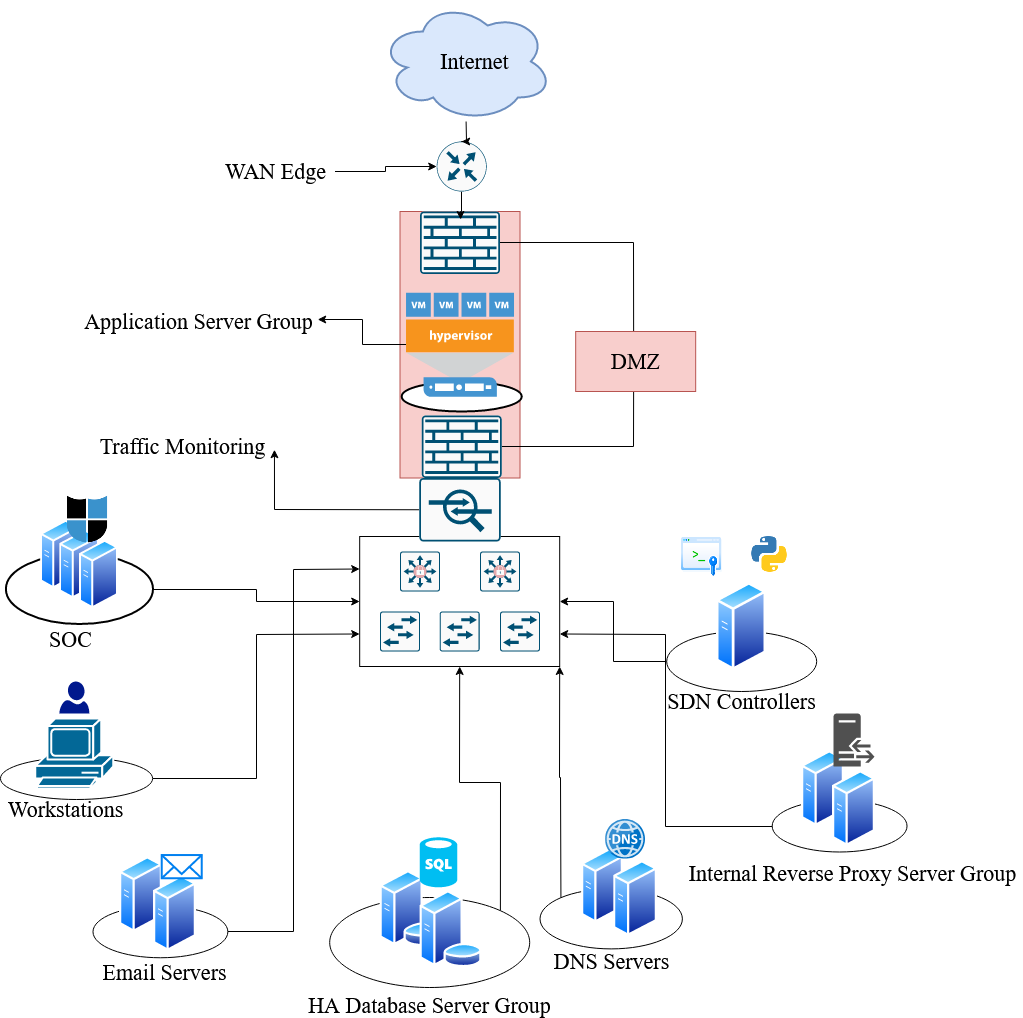 Internet
WAN Edge
VM VM VM VM
Application Server Group
hypervisor
DMZ
Traffic Monitoring
>_
SOC
SDN Controllers
Workstations
DNS
SQL
Internal Reverse Proxy Server Group
Email Servers
DNS Servers
HA Database Server Group